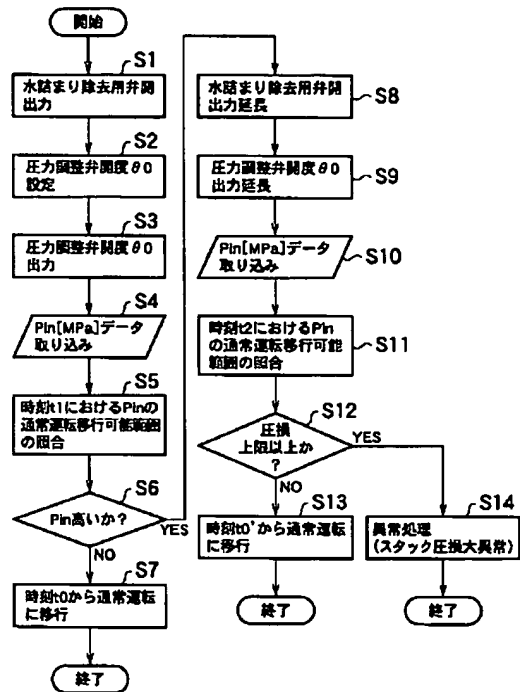 開始
S1
水詰まり除去用弁開
出力
S2
圧力調整弁開度θ0
設定
S3
圧力調整弁開度θ0
出力
S4
Pin[MPa]データ
取り込み
S5
時刻t1におけるPinの
通常運転移行可能範囲
の照合
S6
Pin高いか?
YES
NO
S7
時刻t0から通常運転
に移行
終了
S8
水詰まり除去用弁開
出力延長
S9
圧力調整弁開度θ0
出力延長
S10
Pin[MPa]データ
取り込み
S11
時刻t2におけるPin
の通常運転移行可能
範囲の照合
S12
圧損
上限以上か
?
YES
NO
S13
時刻t0'から通常運転
に移行
終了
S14
異常処理
(スタック圧損大異常)
終了